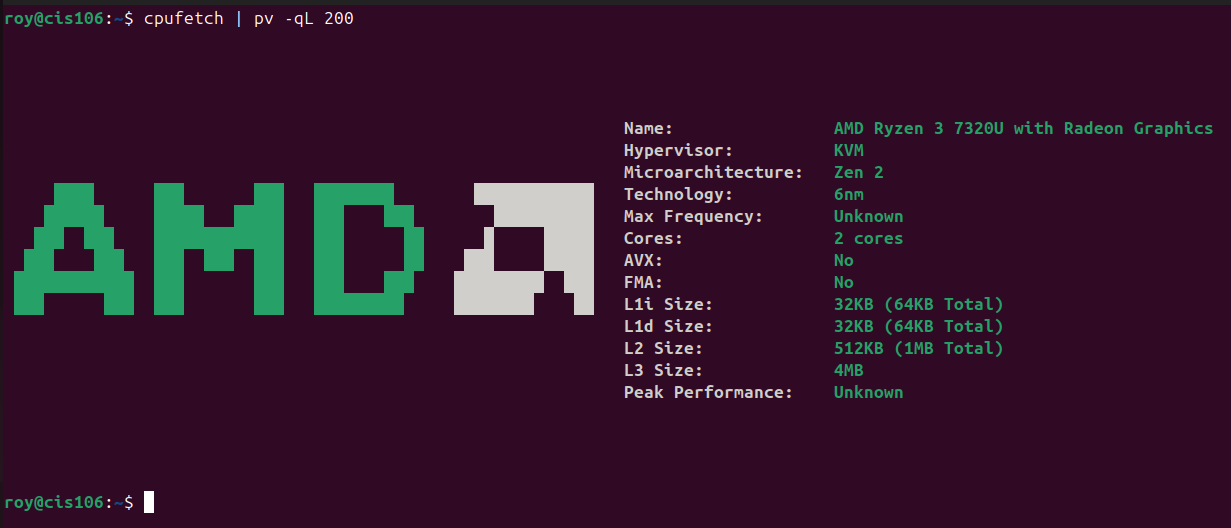 roy@cis106:~$ cpufetch | pv -qL 200
Name: AMD Ryzen 3 7320U with Radeon Graphics
Hypervisor: KVM
Microarchitecture: Zen 2
Technology: 6nm
Max Frequency: Unknown
Cores: 2 cores
AVX: No
FMA: No
L1i Size: 32KB (64KB Total)
L1d Size: 32KB (64KB Total)
L2 Size: 512KB (1MB Total)
L3 Size: 4MB
Peak Performance: Unknown
AMD
roy@cis106:~$